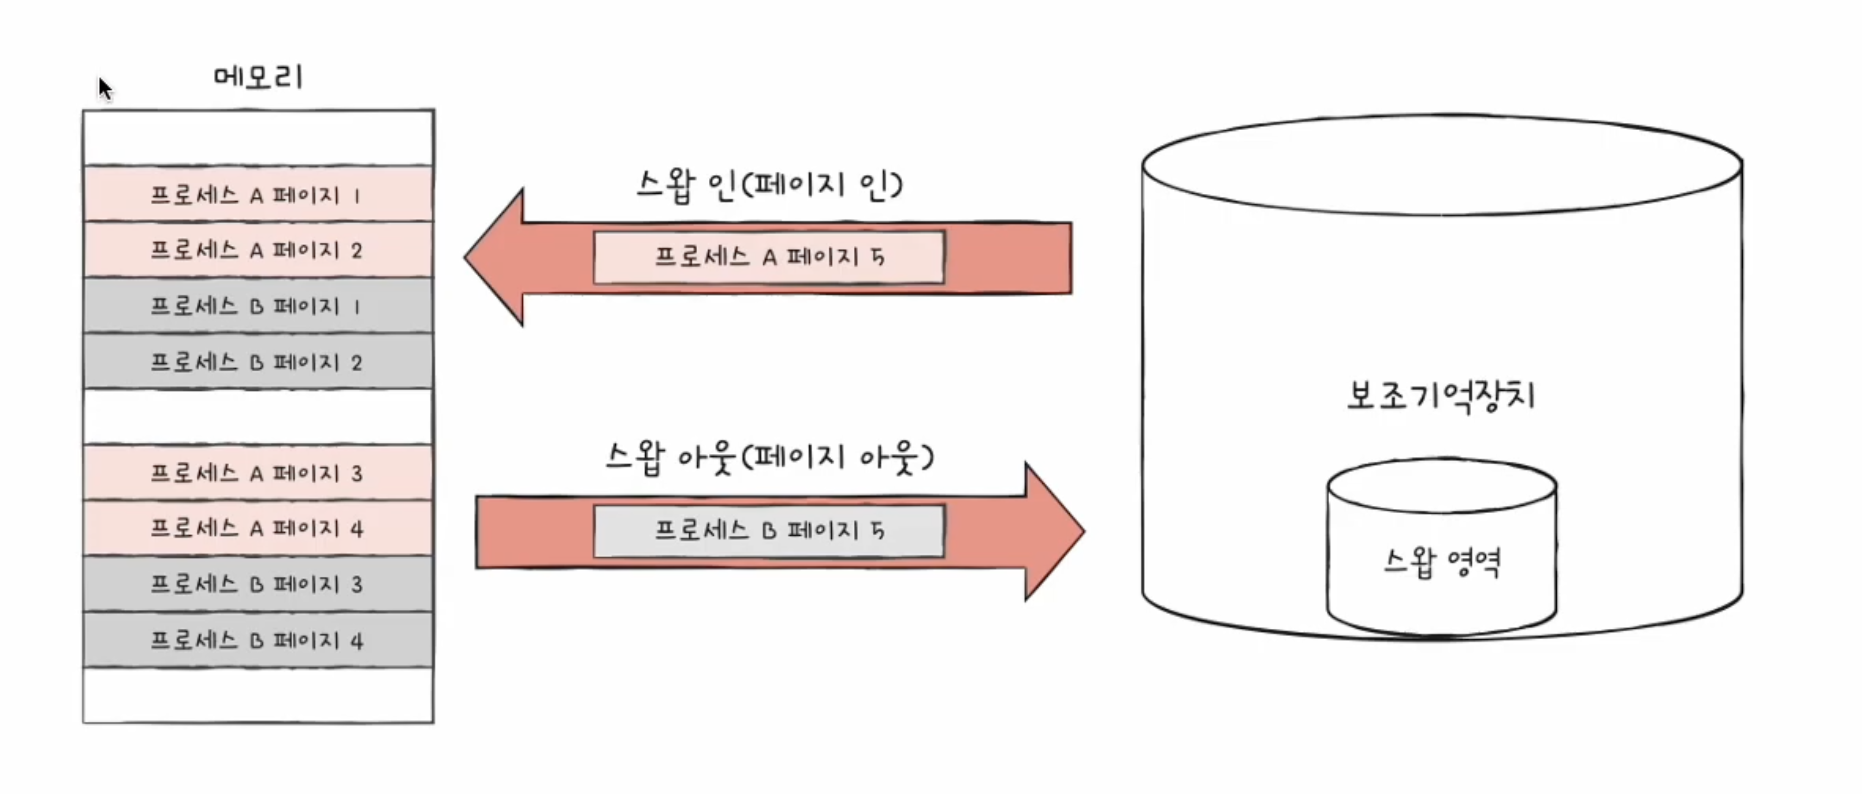 메모리
프로세스 A 페이지 1
프로세스 A 페이지 2
프로세스 B 페이지 1
프로세스 B 페이지 2
프로세스 A 페이지 3
프로세스 A 페이지 4
프로세스 B 페이지 3
프로세스 B 페이지 4
스왑 인(페이지 인)
프로세스 A 페이지 5
스왑 아웃(페이지 아웃)
프로세스 B 페이지 5
보조기억장치
스왑 영역